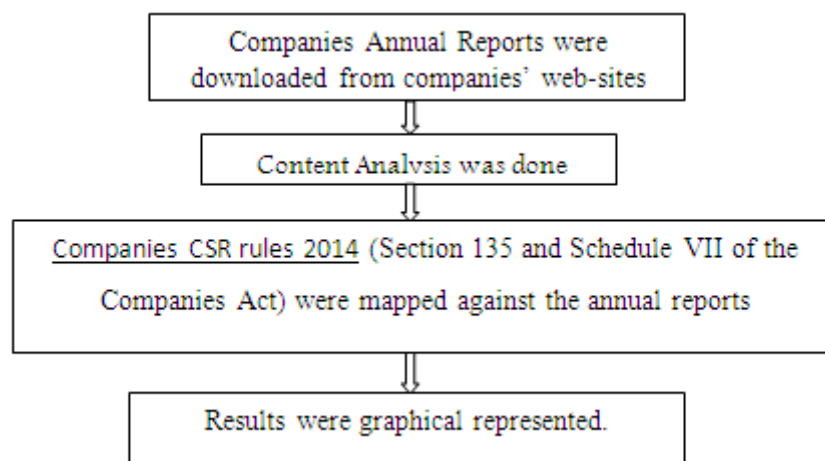 Companies Annual Reports were
downloaded from companies’ web-sites
Content Analysis was done
Companies CSR rules 2014 (Section 135 and Schedule VII of the
Companies Act) were mapped against the annual reports
Results were graphical represented.